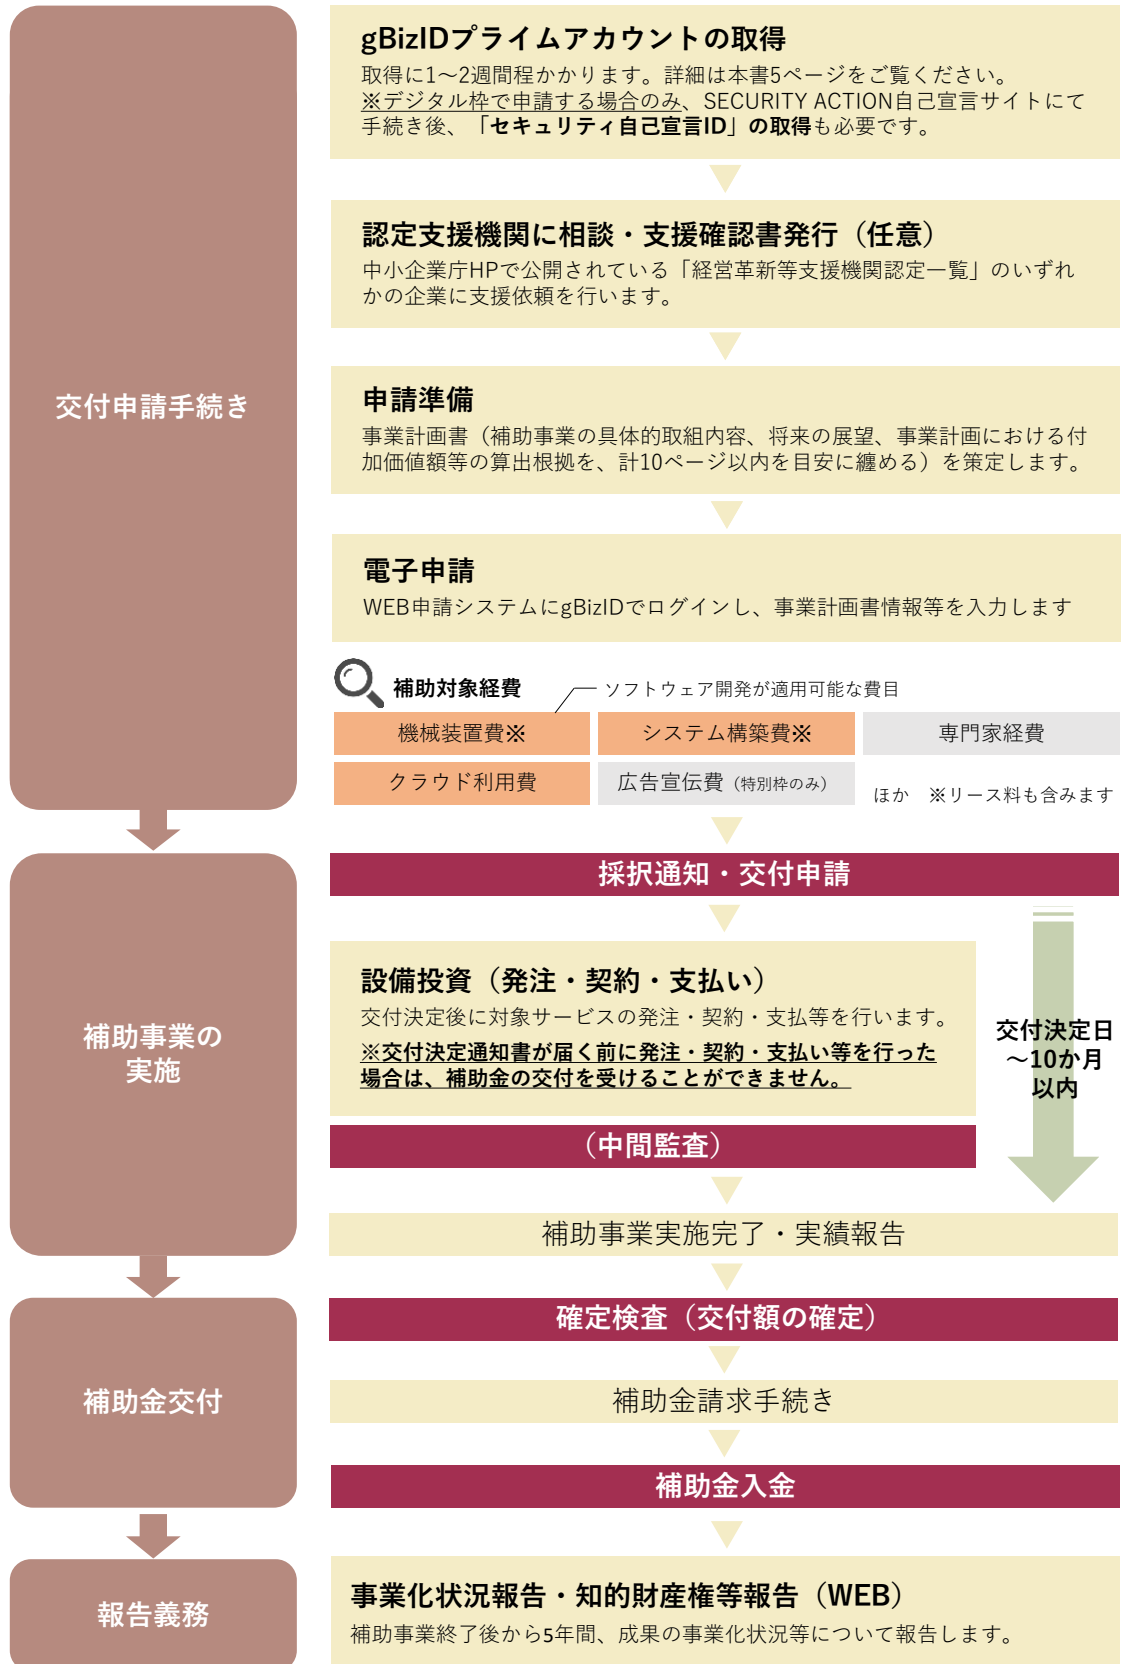 交付申請手続き
gBizIDプライムアカウントの取得
取得に1～2週間程かかります。詳細は本書5ページをご覧ください。
※デジタル枠で申請する場合のみ、SECURITY ACTION自己宣言サイトにて
手続き後、「セキュリティ自己宣言ID」の取得も必要です。
認定支援機関に相談・支援確認書発行（任意）
中小企業庁HPで公開されている「経営革新等支援機関認定一覧」のいずれ
かの企業に支援依頼を行います。
申請準備
事業計画書（補助事業の具体的取組内容、将来の展望、事業計画における付
加価値額等の算出根拠を、計10ページ以内を目安に纏める）を策定します。
電子申請
WEB申請システムにgBizIDでログインし、事業計画書情報等を入力します
補助対象経費
ソフトウェア開発が適用可能な費目
機械装置費※
システム構築費※
専門家経費
クラウド利用費
広告宣伝費（特別枠のみ）
ほか　※リース料も含みます
補助事業の
実施
採択通知・交付申請
設備投資（発注・契約・支払い）
交付決定後に対象サービスの発注・契約・支払等を行います。
※交付決定通知書が届く前に発注・契約・支払い等を行った
場合は、補助金の交付を受けることができません。
交付決定日
～10か月
以内
（中間監査）
補助事業実施完了・実績報告
補助金交付
確定検査（交付額の確定）
補助金請求手続き
補助金入金
報告義務
事業化状況報告・知的財産権等報告（WEB）
補助事業終了後から5年間、成果の事業化状況等について報告します。